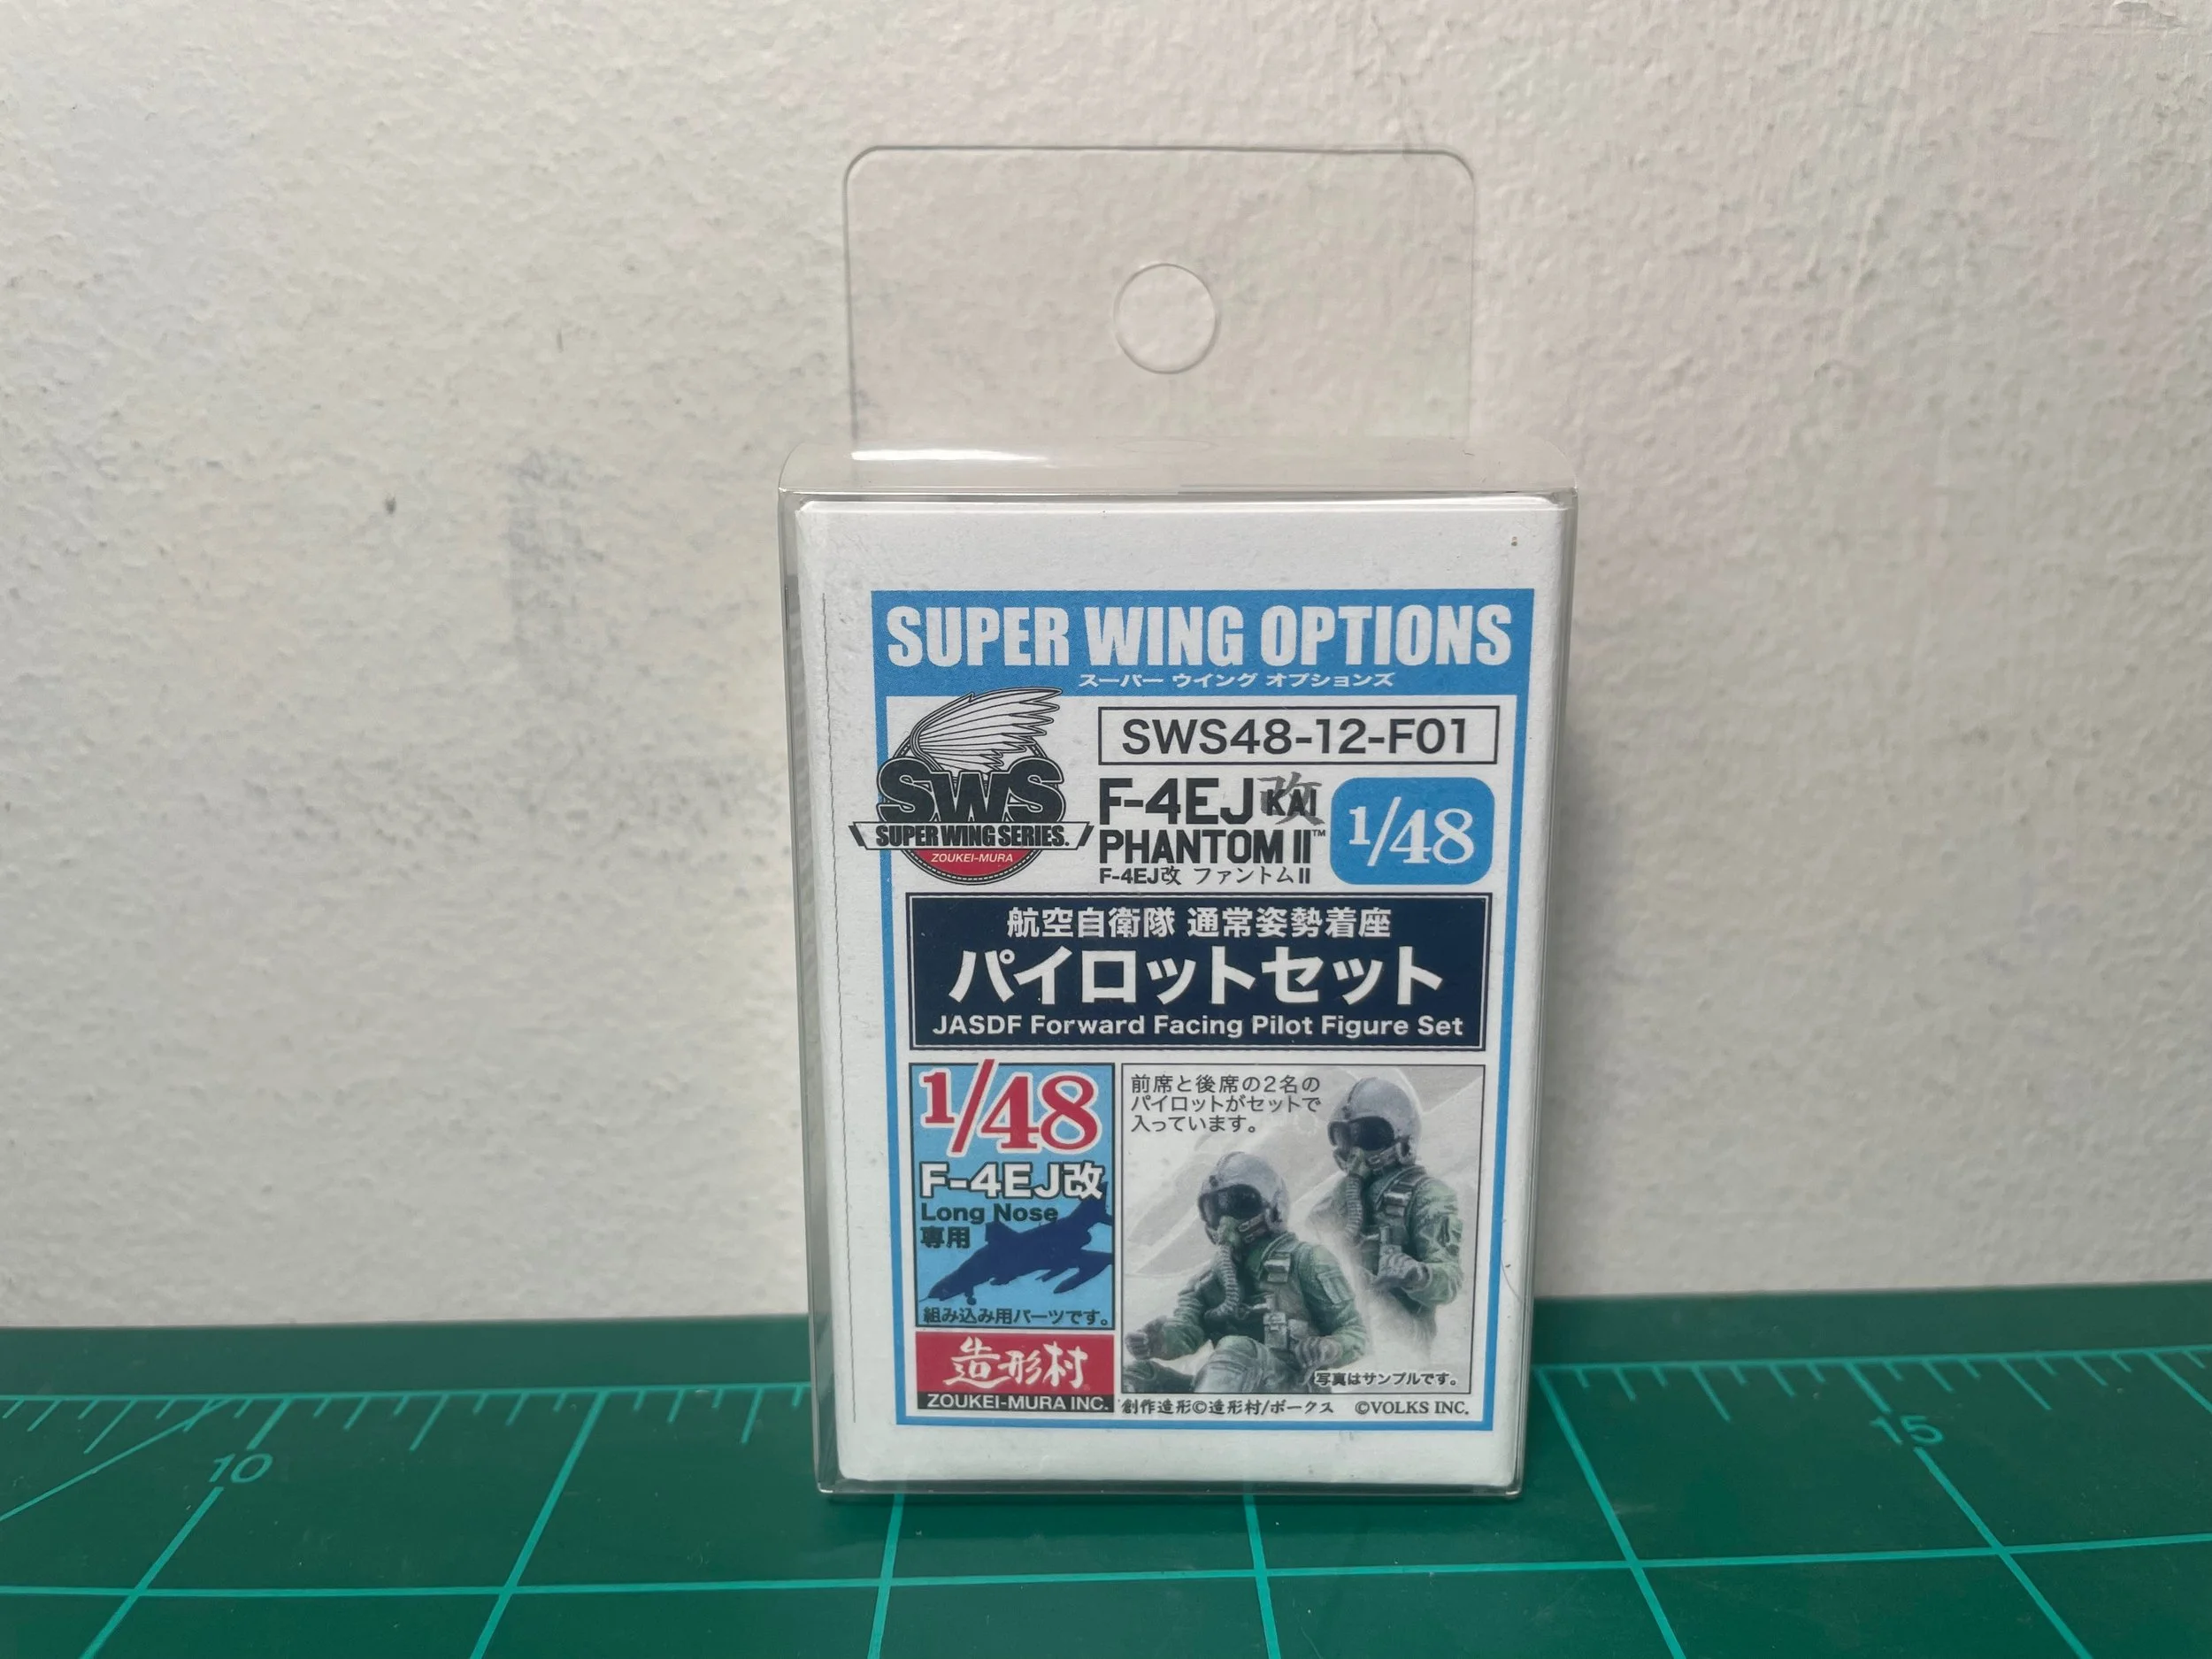 SUPER WING OPTIONS
スーパー ウイング オプションズ
SWS
SUPER WING SERIES.
ZOUKEI-MURA
SWS48-12-F01
F-4EJ改 KAI
PHANTOM II™
F-4EJ改 ファントムII
1/48
航空自衛隊 通常姿勢着座
パイロットセット
JASDF Forward Facing Pilot Figure Set
1/48
F-4EJ改
Long Nose
専用
組み込み用パーツです。
前席と後席の2名の
パイロットがセットで
入っています。
写真はサンプルです。
造形村
ZOUKEI-MURA INC.
創作造形©造形村/ボークス ©VOLKS INC.
10
15